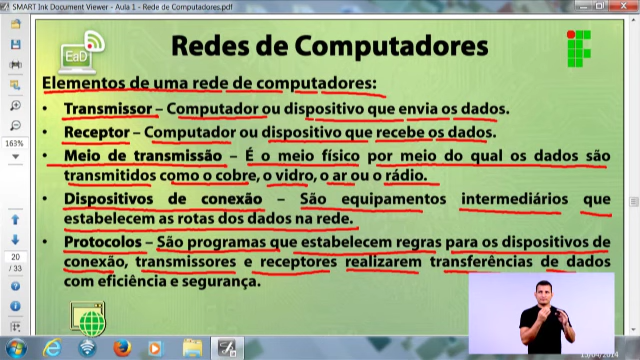 SMART Ink Document Viewer - Aula 1 - Rede de Computadores.pdf
EaD
Redes de Computadores
Elementos de uma rede de computadores:
• Transmissor – Computador ou dispositivo que envia os dados.
• Receptor – Computador ou dispositivo que recebe os dados.
• Meio de transmissão – É o meio físico por meio do qual os dados são
transmitidos como o cobre, o vidro, o ar ou o rádio.
• Dispositivos de conexão – São equipamentos intermediários que
estabelecem as rotas dos dados na rede.
• Protocolos – São programas que estabelecem regras para os dispositivos de
conexão, transmissores e receptores realizarem transferências de dados
com eficiência e segurança.
163%
20
/ 33
15/04/2014